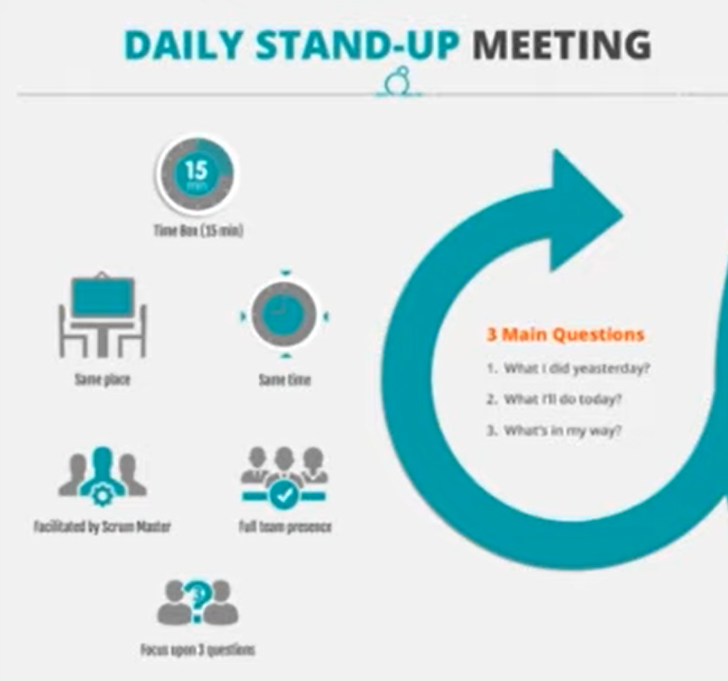 DAILY STAND-UP MEETING
15
min
Time Box (15 min)
Same place
Same time
Facilitated by Scrum Master
Full team presence
Focus upon 3 questions
3 Main Questions
1. What I did yeasterday?
2. What I'll do today?
3. What's in my way?